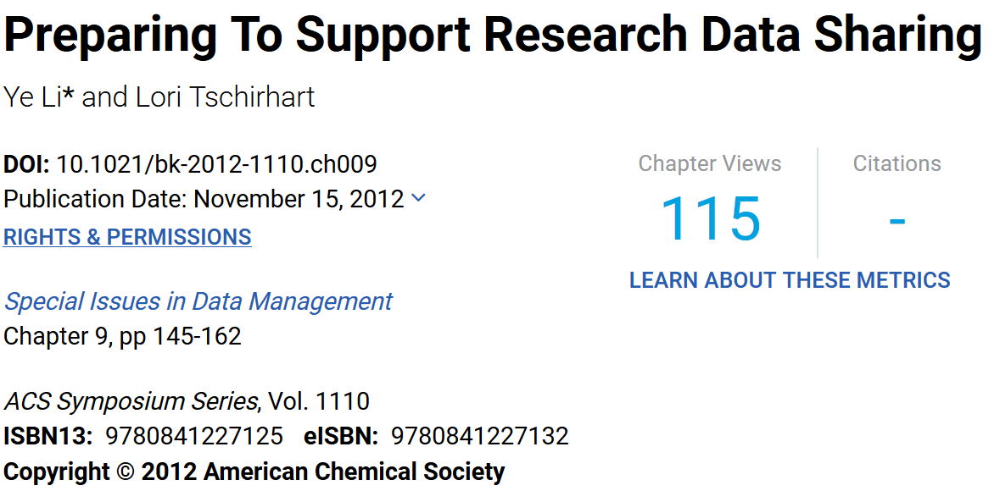 Preparing To Support Research Data Sharing
Ye Li* and Lori Tschirhart
DOI: 10.1021/bk-2012-1110.ch009
Publication Date: November 15, 2012
RIGHTS & PERMISSIONS
Special Issues in Data Management
Chapter 9, pp 145-162
ACS Symposium Series, Vol. 1110
ISBN13: 9780841227125 eISBN: 9780841227132
Copyright © 2012 American Chemical Society
Chapter Views
115
Citations
-
LEARN ABOUT THESE METRICS